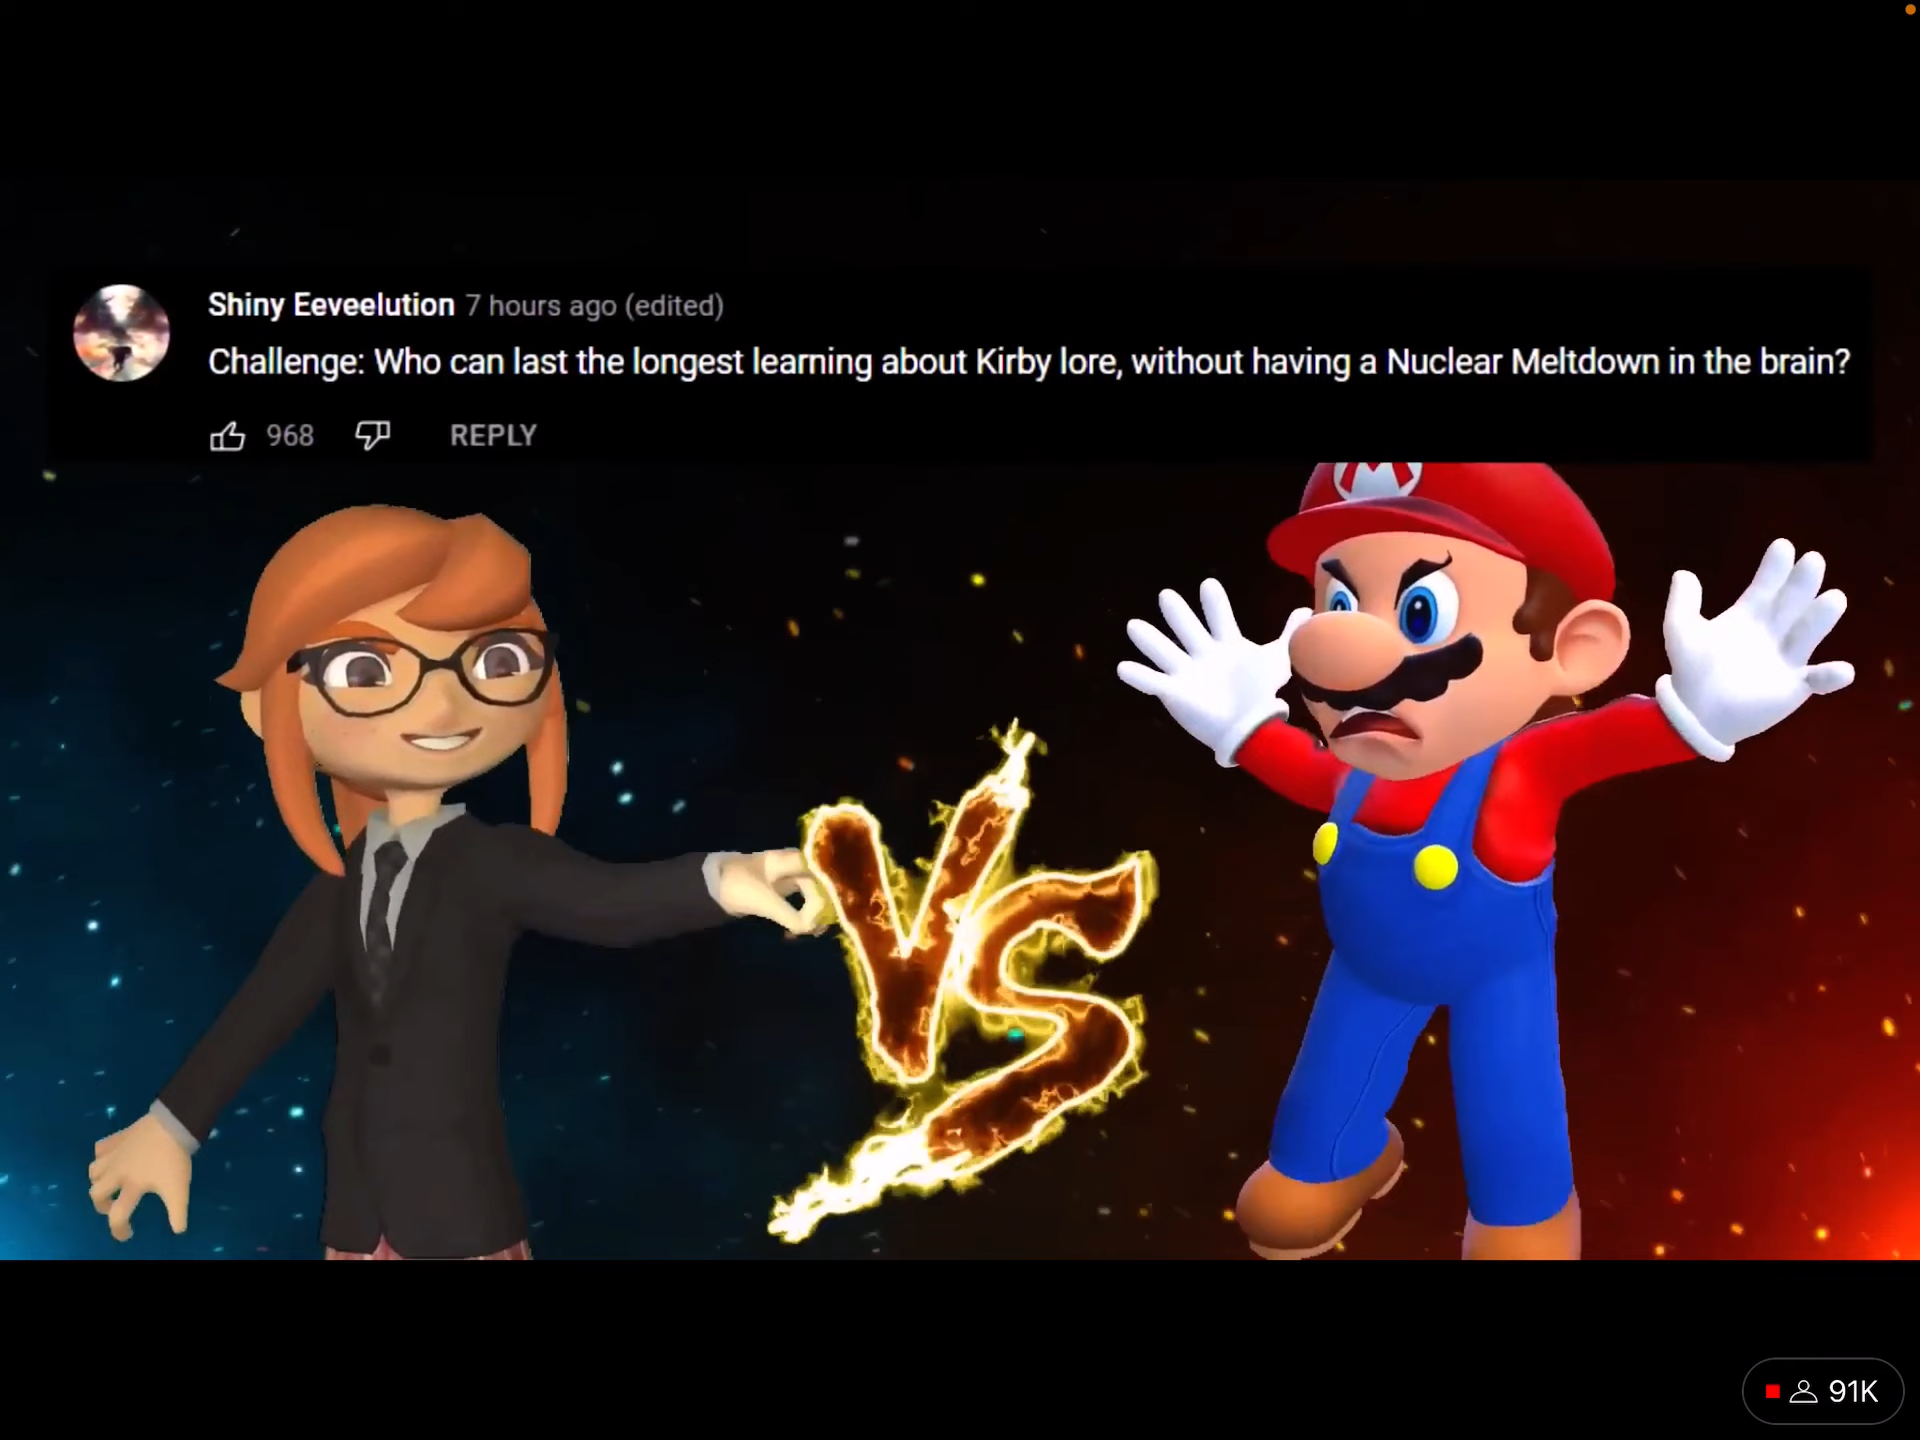 Shiny Eeveelution 7 hours ago (edited)
Challenge: Who can last the longest learning about Kirby lore, without having a Nuclear Meltdown in the brain?
968 REPLY
M
VS
91K